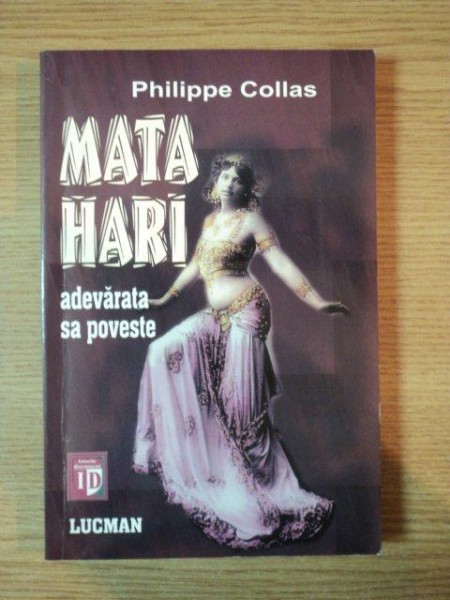 Philippe Collas
MATA
HARI
adevărata
sa poveste
ID
LUCMAN